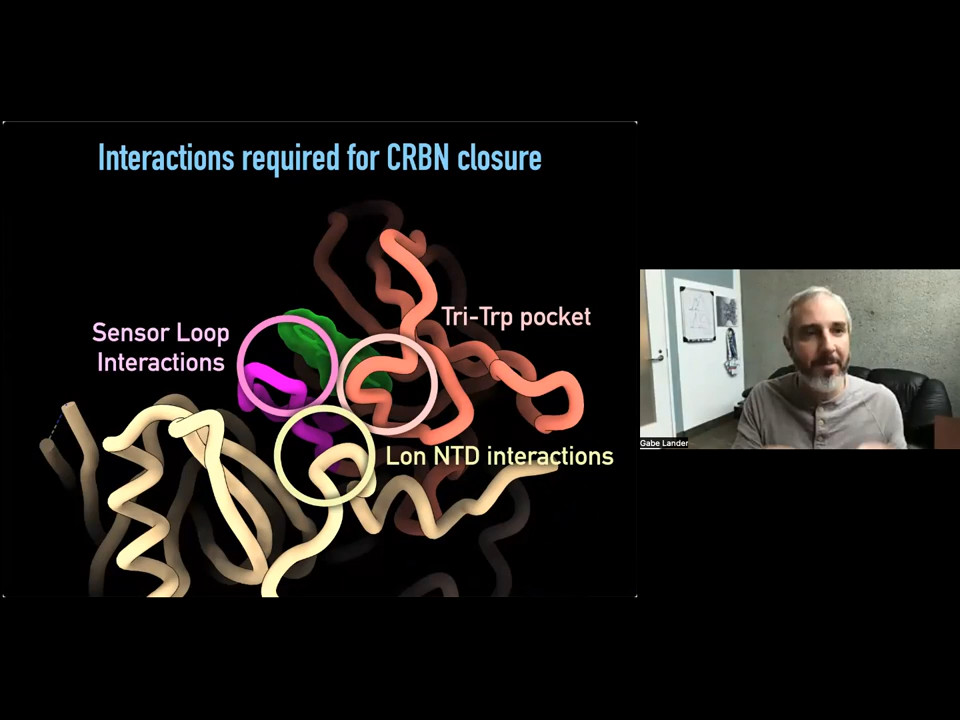 Interactions required for CRBN closure
Sensor Loop
Interactions
Tri-Trp pocket
Lon NTD interactions
Gabe Lander